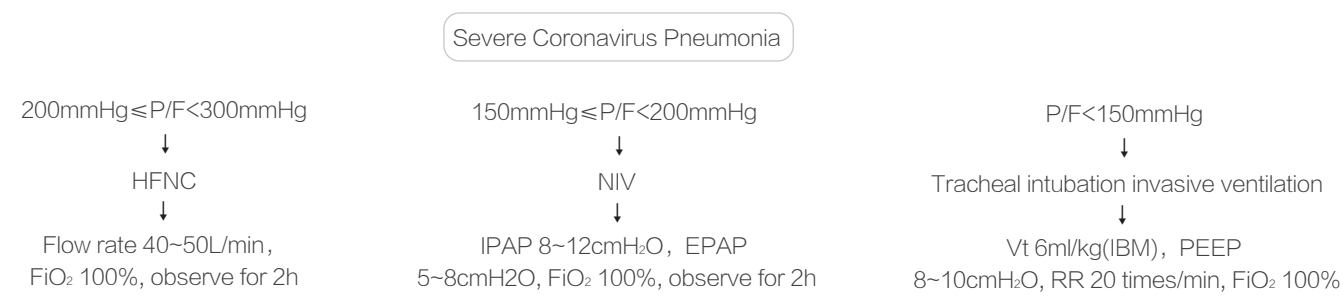 Severe Coronavirus Pneumonia
200mmHg≤P/F<300mmHg
HFNC
Flow rate 40~50L/min,
FiO₂ 100%, observe for 2h
150mmHg≤P/F<200mmHg
NIV
IPAP 8~12cmH₂O, EPAP
5~8cmH2O, FiO₂ 100%, observe for 2h
P/F<150mmHg
Tracheal intubation invasive ventilation
Vt 6ml/kg(IBM), PEEP
8~10cmH₂O, RR 20 times/min, FiO₂ 100%